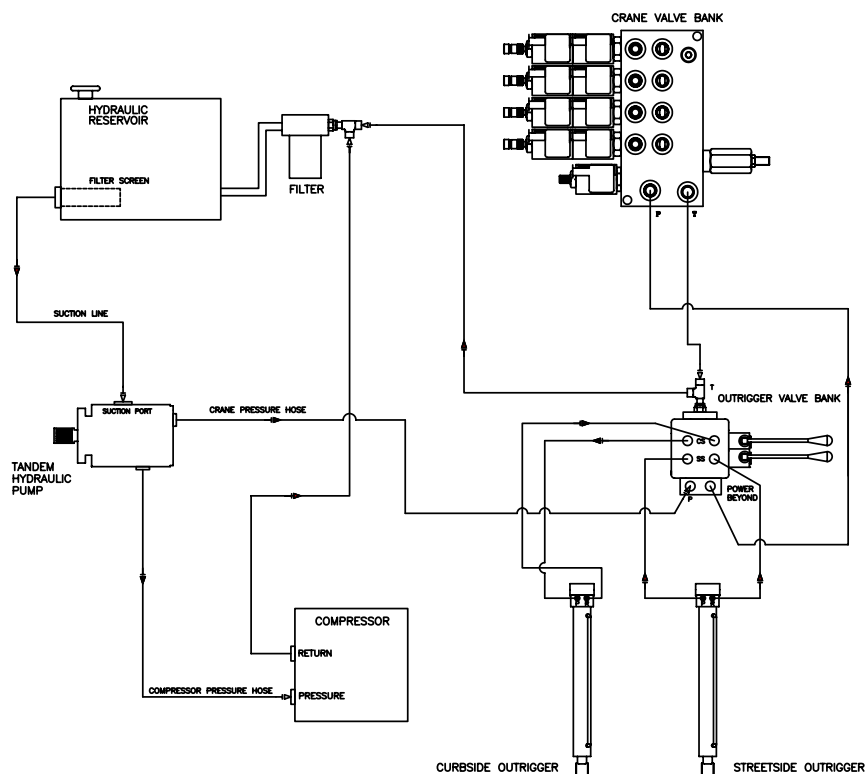 CRANE VALVE BANK
HYDRAULIC
RESERVOIR
FILTER SCREEN
FILTER
P
T
SUCTION LINE
SUCTION PORT
CRANE PRESSURE HOSE
T
OUTRIGGER VALVE BANK
CS
SS
TANDEM
HYDRAULIC
PUMP
P
POWER
BEYOND
COMPRESSOR
RETURN
COMPRESSOR PRESSURE HOSE
PRESSURE
CURBSIDE OUTRIGGER
STREETSIDE OUTRIGGER